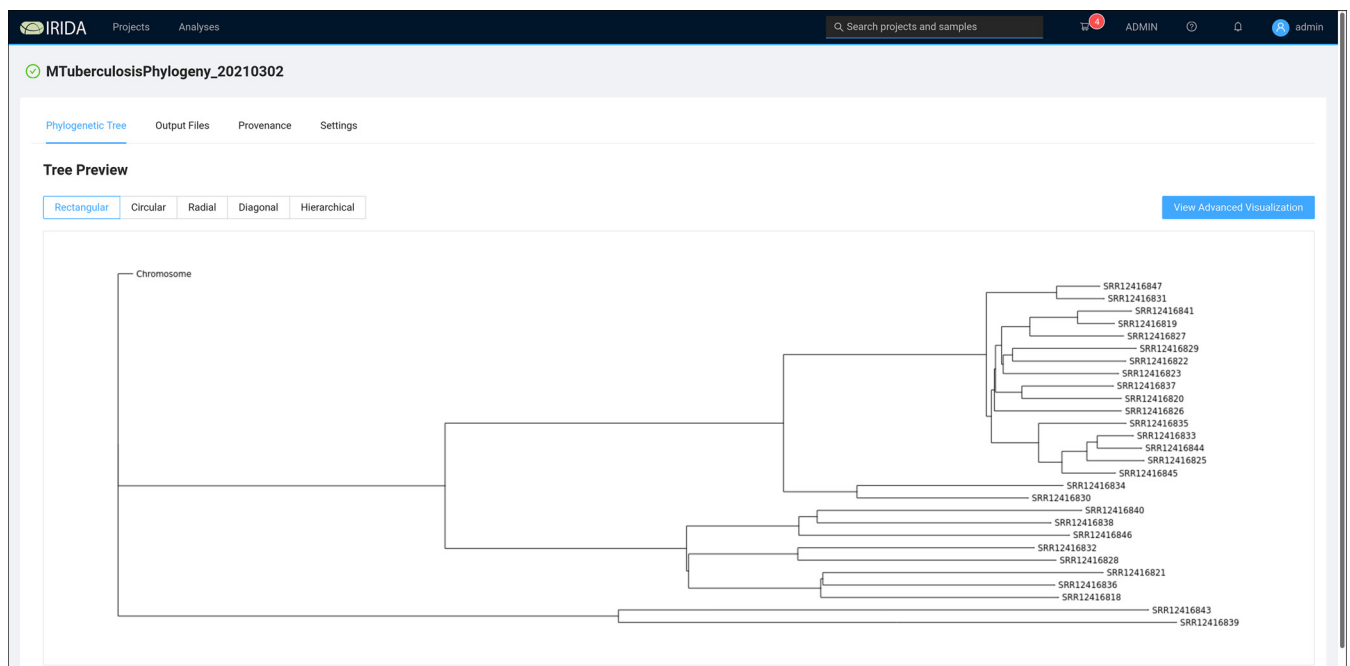 IRIDA Projects Analyses Search projects and samples 4 ADMIN admin
MTuberculosisPhylogeny_20210302
Phylogenetic Tree Output Files Provenance Settings
Tree Preview
Rectangular Circular Radial Diagonal Hierarchical View Advanced Visualization
Chromosome
SRR12416847
SRR12416831
SRR12416841
SRR12416819
SRR12416827
SRR12416829
SRR12416822
SRR12416823
SRR12416837
SRR12416820
SRR12416826
SRR12416835
SRR12416833
SRR12416844
SRR12416825
SRR12416845
SRR12416834
SRR12416830
SRR12416840
SRR12416838
SRR12416846
SRR12416832
SRR12416828
SRR12416821
SRR12416836
SRR12416818
SRR12416843
SRR12416839